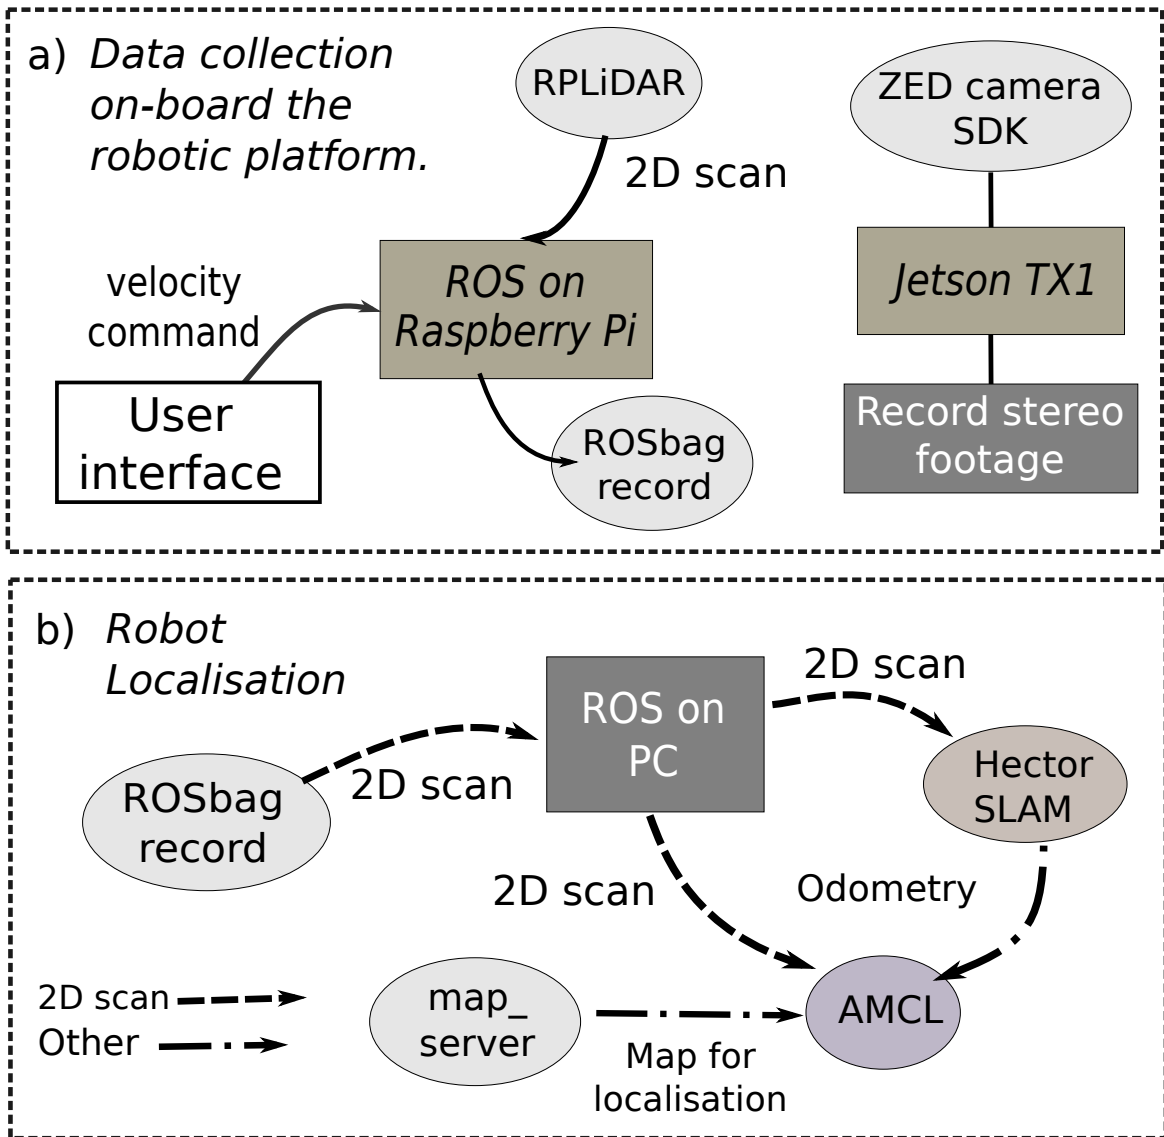 a) Data collection
on-board the
robotic platform.
RPLiDAR
2D scan
ZED camera
SDK
velocity
command
ROS on
Raspberry Pi
Jetson TX1
User
interface
ROSbag
record
Record stereo
footage
b) Robot
Localisation
ROSbag
record
2D scan
ROS on
PC
2D scan
Hector
SLAM
2D scan
Odometry
2D scan
Other
map_
server
Map for
localisation
AMCL